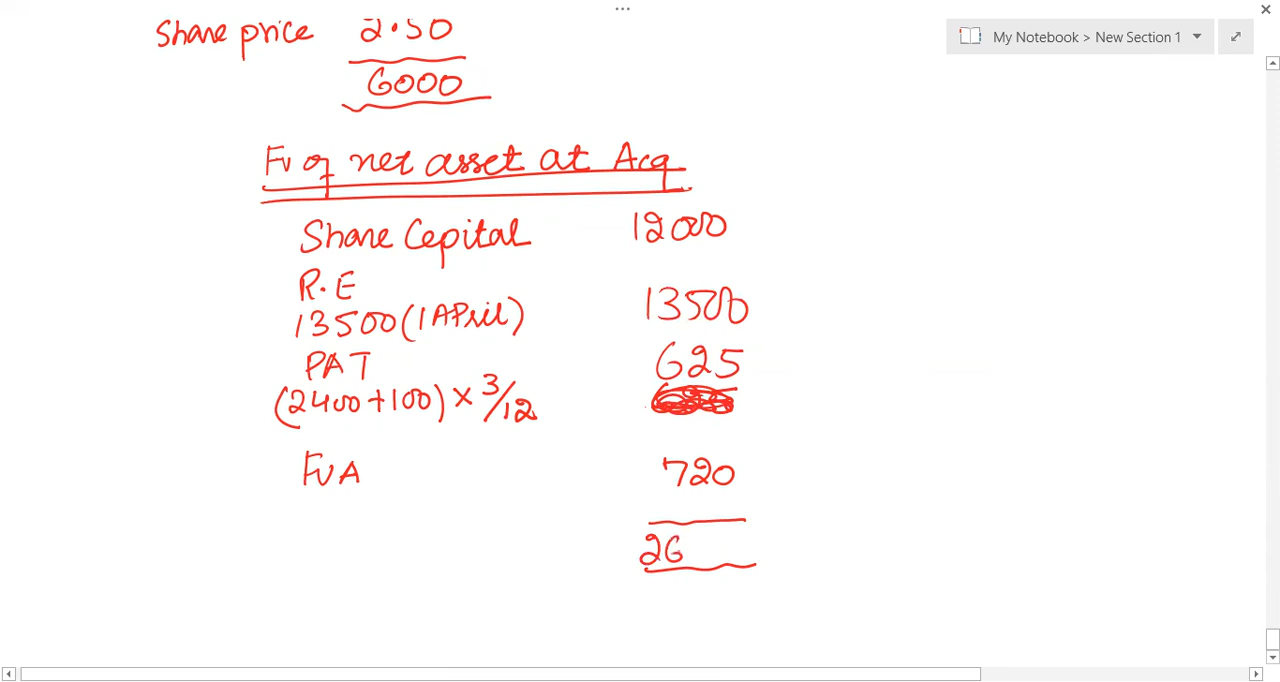 ...
My Notebook > New Section 1
Share price 2.50
6000
Fv of net asset at Acq
Share Capital 12000
R.E
13500 (1 April) 13500
PAT 625
(2400+100) × 3/12
FVA 720
26